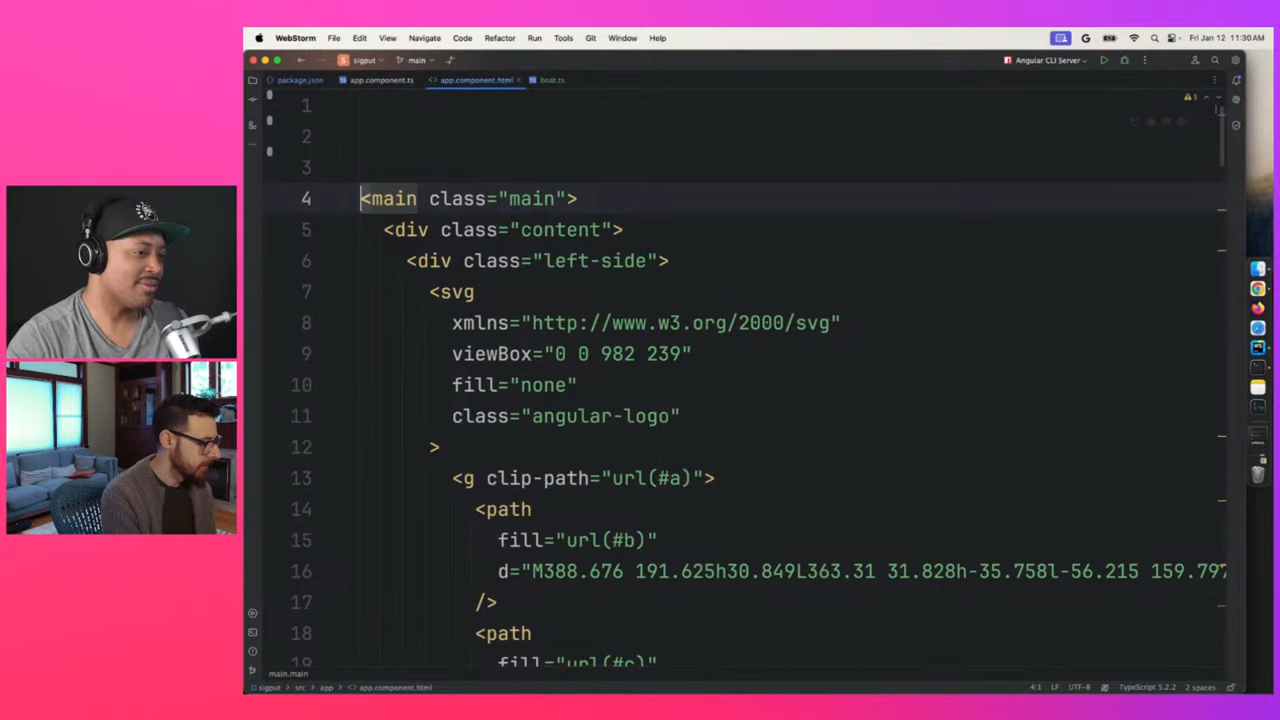 WebStorm File Edit View Navigate Code Refactor Run Tools Git Window Help Fri Jan 12 11:30 AM
S sigput main Angular CLI Server
package.json app.component.ts app.component.html boat.ts
1 5
2
3
4 <main class="main">
5 <div class="content">
6 <div class="left-side">
7 <svg
8 xmlns="http://www.w3.org/2000/svg"
9 viewBox="0 0 982 239"
10 fill="none"
11 class="angular-logo"
12 >
13 <g clip-path="url(#a)">
14 <path
15 fill="url(#b)"
16 d="M388.676 191.625h30.849L363.31 31.828h-35.758l-56.215 159.797
17 />
18 <path
19 fill="url(#c)"
main.main
sigput src app app.component.html 4:1 LF UTF-8 TypeScript 5.2.2 2 spaces